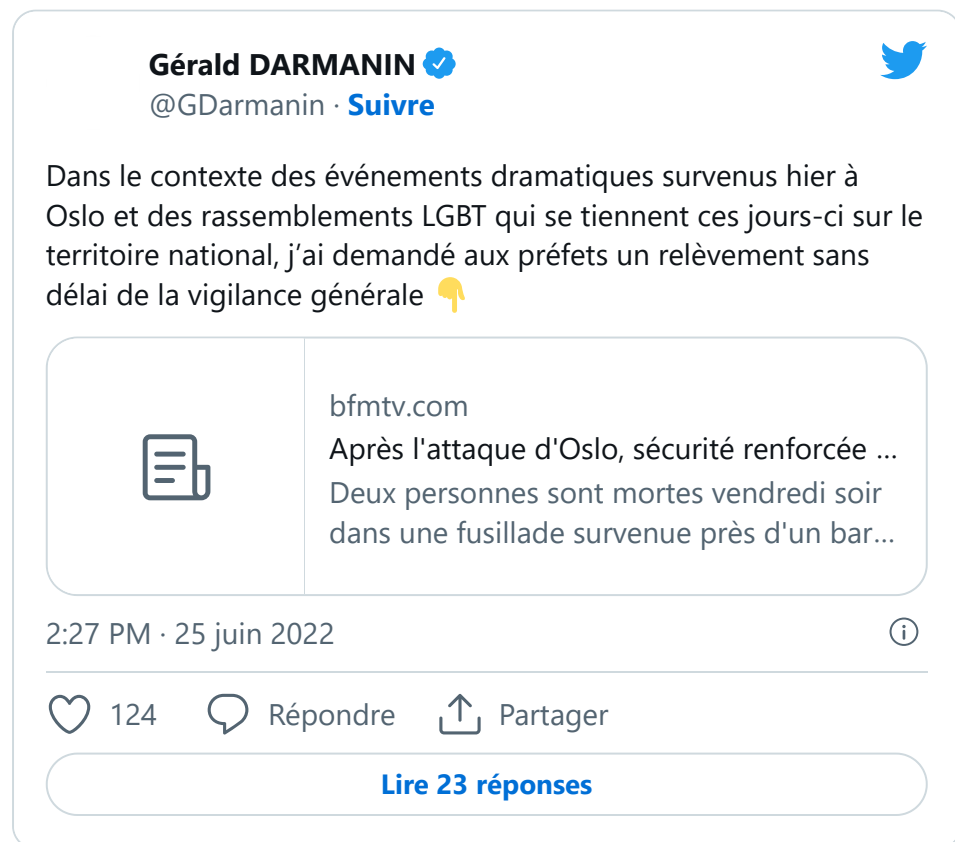 Gérald DARMANIN
@GDarmanin · Suivre
Dans le contexte des événements dramatiques survenus hier à
Oslo et des rassemblements LGBT qui se tiennent ces jours-ci sur le
territoire national, j’ai demandé aux préfets un relèvement sans
délai de la vigilance générale 👇
bfmtv.com
Après l'attaque d'Oslo, sécurité renforcée ...
Deux personnes sont mortes vendredi soir
dans une fusillade survenue près d'un bar...
2:27 PM · 25 juin 2022
124 Répondre Partager
Lire 23 réponses